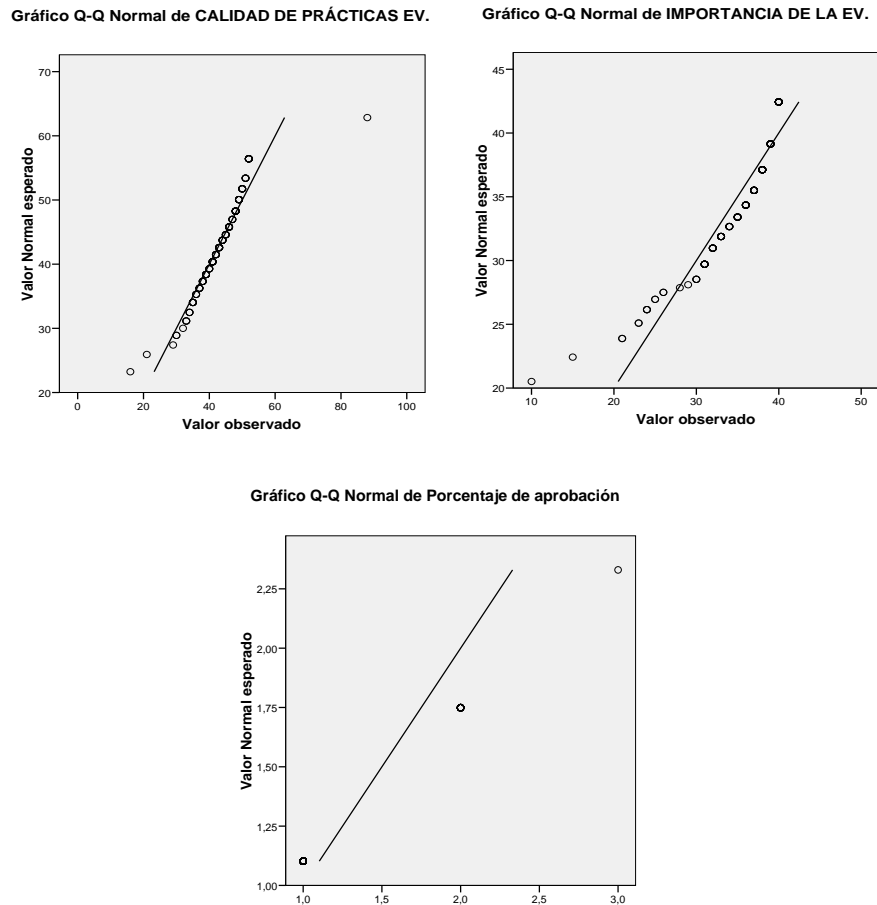 Gráfico Q-Q Normal de CALIDAD DE PRÁCTICAS EV.
70
60
50
40
30
20
Valor Normal esperado
0 20 40 60 80 100
Valor observado
Gráfico Q-Q Normal de IMPORTANCIA DE LA EV.
45
40
35
30
25
20
Valor Normal esperado
10 20 30 40 50
Valor observado
Gráfico Q-Q Normal de Porcentaje de aprobación
2,25
2,00
1,75
1,50
1,25
1,00
Valor Normal esperado
1,0 1,5 2,0 2,5 3,0